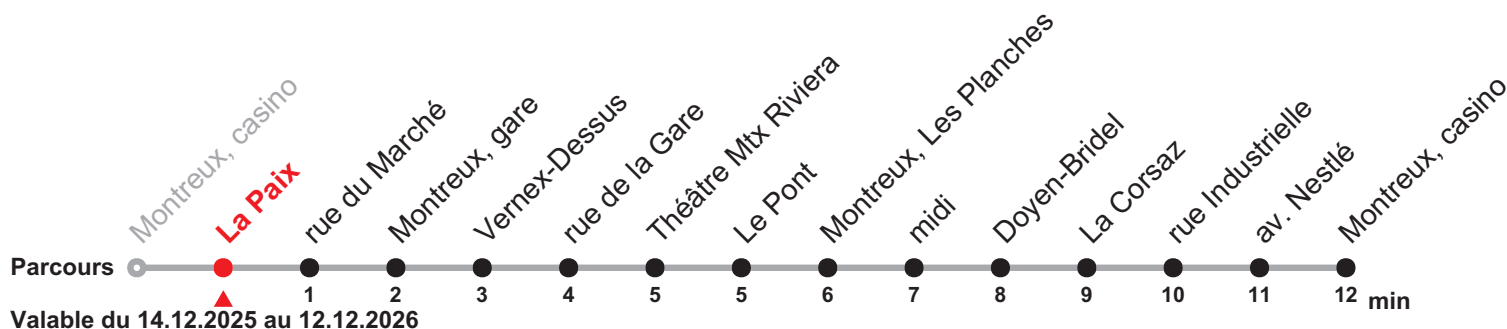 Montreux, casino
La Paix
rue du Marché
Montreux, gare
Vernex-Dessus
rue de la Gare
Théâtre Mtx Riviera
Le Pont
Montreux, Les Planches
midi
Doyen-Bridel
La Corsaz
rue Industrielle
av. Nestlé
Montreux, casino
Parcours
1 2 3 4 5 5 6 7 8 9 10 11 12 min
Valable du 14.12.2025 au 12.12.2026